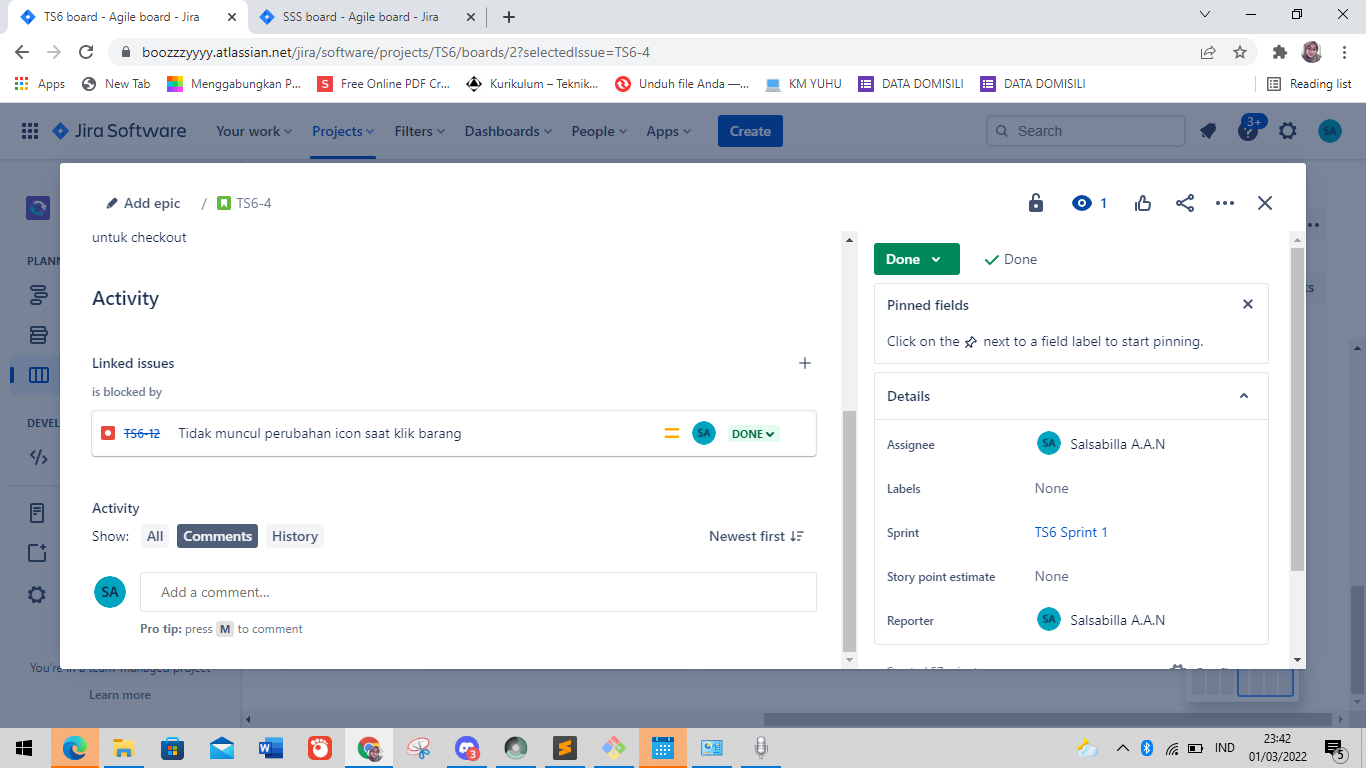 TS6 board - Agile board - Jira
SSS board - Agile board - Jira
boozzzyyyy.atlassian.net/jira/software/projects/TS6/boards/2?selectedIssue=TS6-4
Apps
New Tab
Menggabungkan P...
Free Online PDF Cr...
Kurikulum – Teknik...
Unduh file Anda —...
KM YUHU
DATA DOMISILI
DATA DOMISILI
Reading list
Jira Software
Your work
Projects
Filters
Dashboards
People
Apps
Create
Search
3+
SA
Add epic / TS6-4
1
untuk checkout
Activity
Linked issues
is blocked by
TS6-12 Tidak muncul perubahan icon saat klik barang SA DONE
Activity
Show: All Comments History Newest first
SA Add a comment...
Pro tip: press M to comment
Done
Done
Pinned fields
Click on the next to a field label to start pinning.
Details
Assignee SA Salsabilla A.A.N
Labels None
Sprint TS6 Sprint 1
Story point estimate None
Reporter SA Salsabilla A.A.N
PLANN
DEVEL
You're in a team-managed project
Learn more
3
IND
23:42
01/03/2022
5